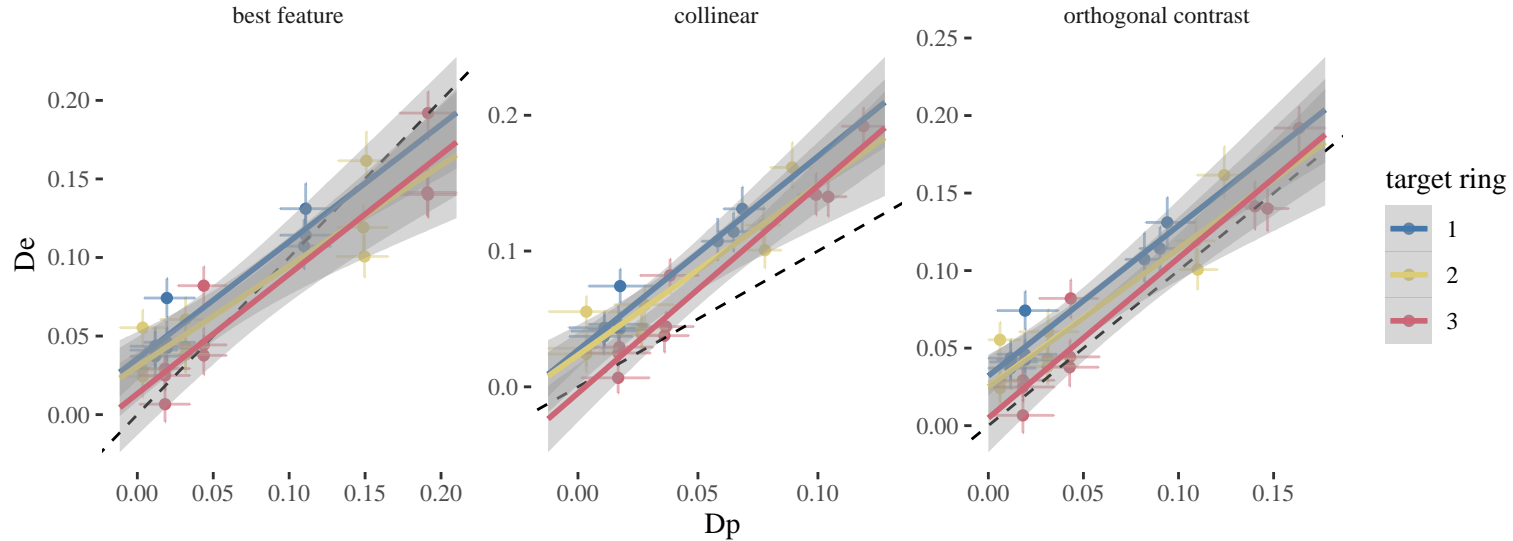 best feature
collinear
orthogonal contrast
De
0.20
0.15
0.10
0.05
0.00
0.2
0.1
0.0
0.25
0.20
0.15
0.10
0.05
0.00
0.00 0.05 0.10 0.15 0.20
0.00 0.05 0.10
0.00 0.05 0.10 0.15
Dp
target ring
1
2
3